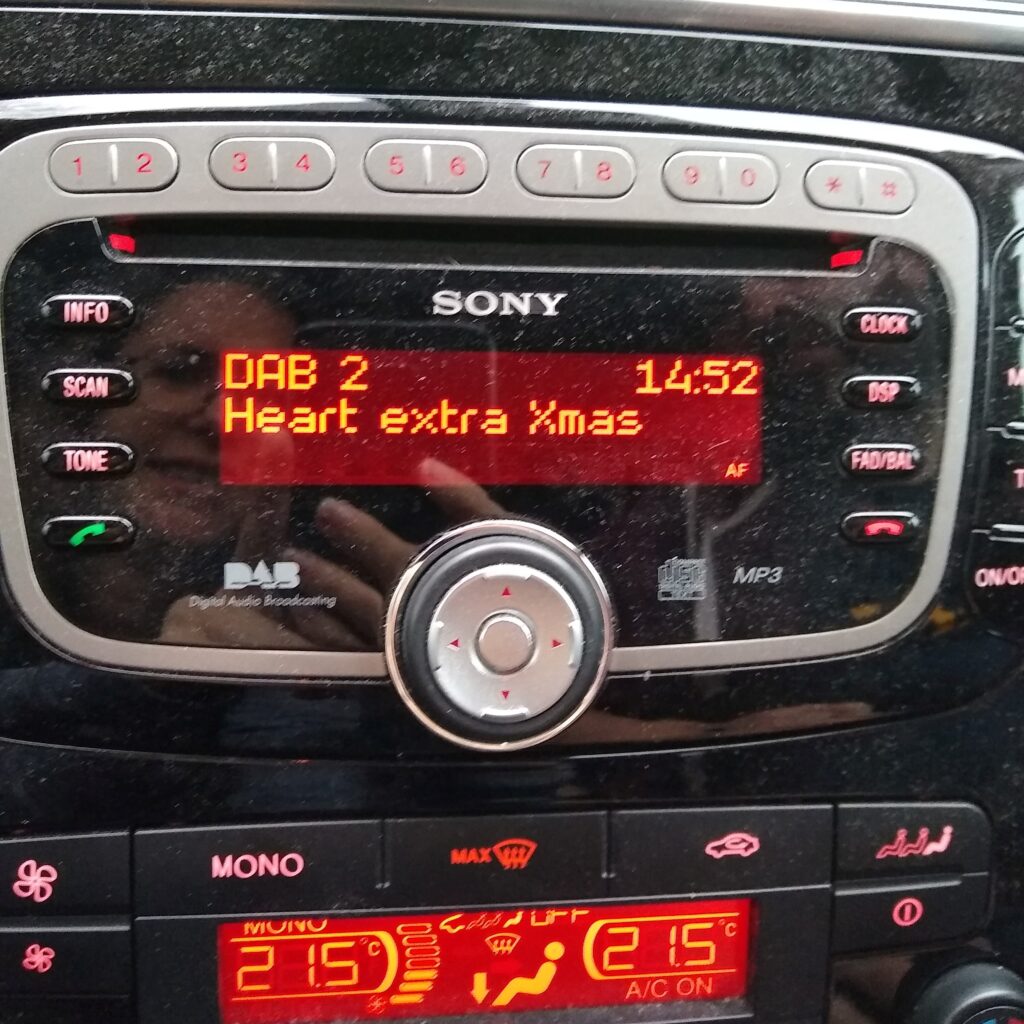 1 2 3 4 5 6 7 8 9 0 * #
SONY
INFO
CLOCK
DAB 2 14:52
SCAN
DSP
Heart extra Xmas
TONE
FAD/BAL
AF
DAB
Digital Audio Broadcasting
MP3
MONO
MAX
MONO OFF
21.5°C
21.5°C
A/C ON